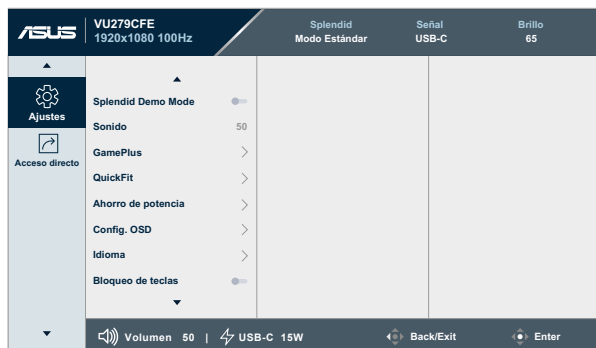 ASUS
VU279CFE
1920x1080 100Hz
Splendid
Modo Estándar
Señal
USB-C
Brillo
65
Ajustes
Acceso directo
Splendid Demo Mode
Sonido 50
GamePlus
QuickFit
Ahorro de potencia
Config. OSD
Idioma
Bloqueo de teclas
Volumen 50 | USB-C 15W
Back/Exit
Enter